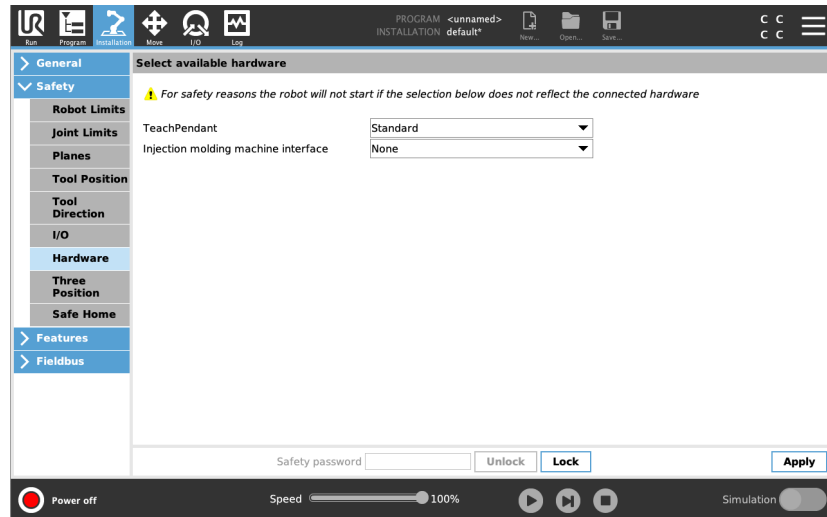 UR
PROGRAM <unnamed>
INSTALLATION default*
C C
C C
Run Program Installation Move I/O Log New... Open... Save...
General
Select available hardware
Safety
For safety reasons the robot will not start if the selection below does not reflect the connected hardware
Robot Limits
Joint Limits
TeachPendant Standard
Injection molding machine interface None
Planes
Tool Position
Tool
Direction
I/O
Hardware
Three
Position
Safe Home
Features
Fieldbus
Safety password Unlock Lock Apply
Power off Speed 100% Simulation